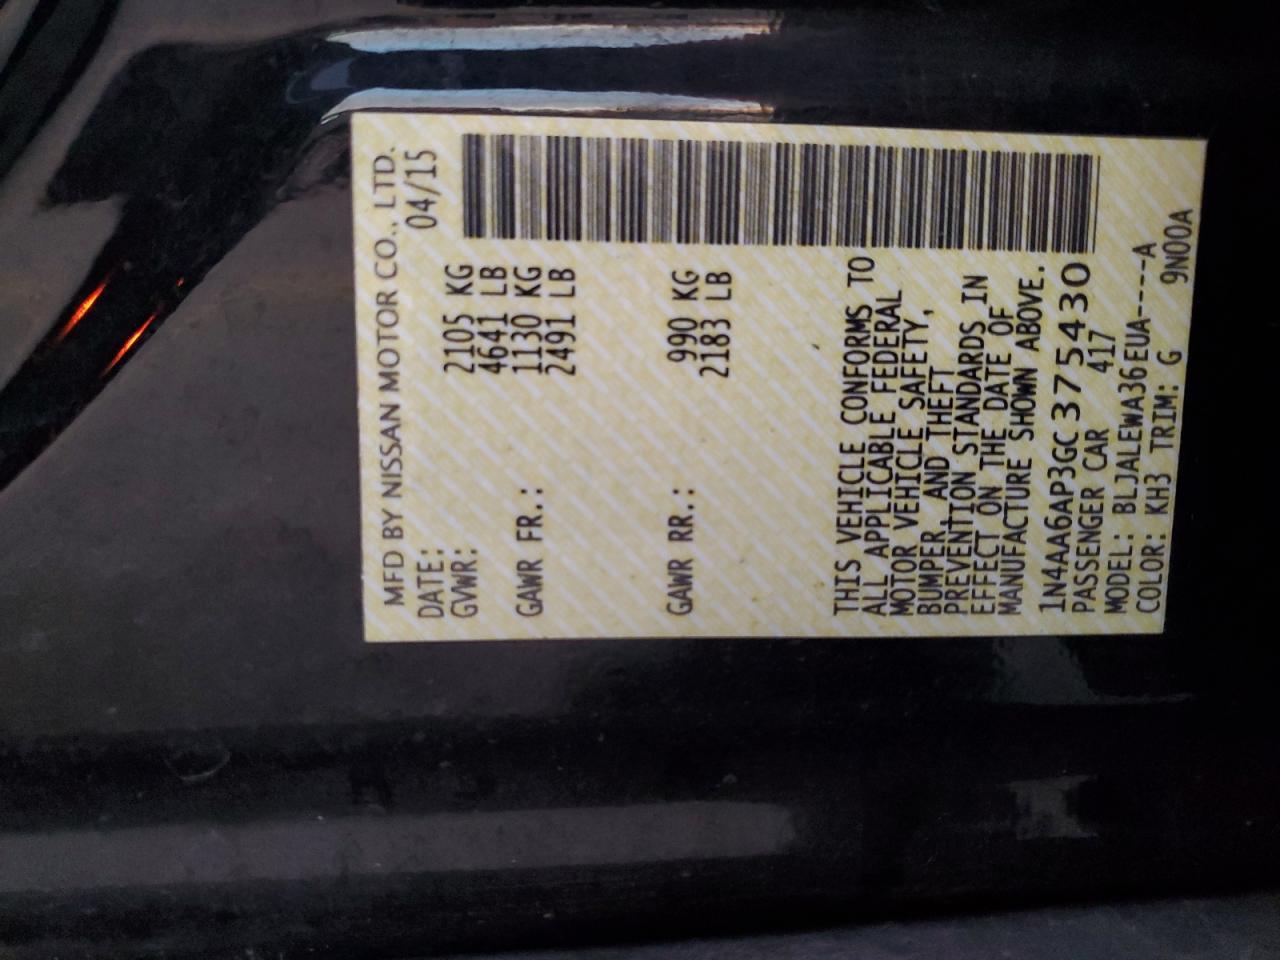 MFD BY NISSAN MOTOR CO., LTD.
DATE: 04/15
GVWR: 2105 KG
4641 LB
GAWR FR.: 1130 KG
2491 LB
GAWR RR.: 990 KG
2183 LB
THIS VEHICLE CONFORMS TO
ALL APPLICABLE FEDERAL
MOTOR VEHICLE SAFETY,
BUMPER, AND THEFT
PREVENTION STANDARDS IN
EFFECT ON THE DATE OF
MANUFACTURE SHOWN ABOVE.
1N4AA6AP3GC375430
PASSENGER CAR 417
MODEL: BLJALEWA36EUA----A
COLOR: KH3 TRIM: G 9N00A